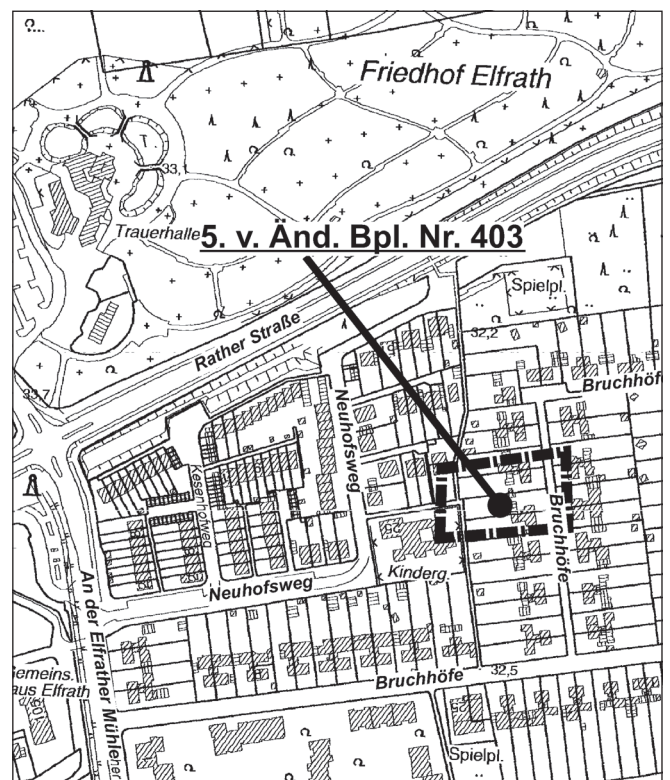 Friedhof Elfrath
33,1
Trauerhalle
5. v. Änd. Bpl. Nr. 403
Spielpl.
Rather Straße
32,2
33,7
Bruchhöfe
Neuhofsweg
Kesenhofweg
Bruchhöfe
Kinderg.
Neuhofsweg
An der Elfrather Mühle
Bruchhöfe
32,5
Gemeins.
aus Elfrath
Spielpl.